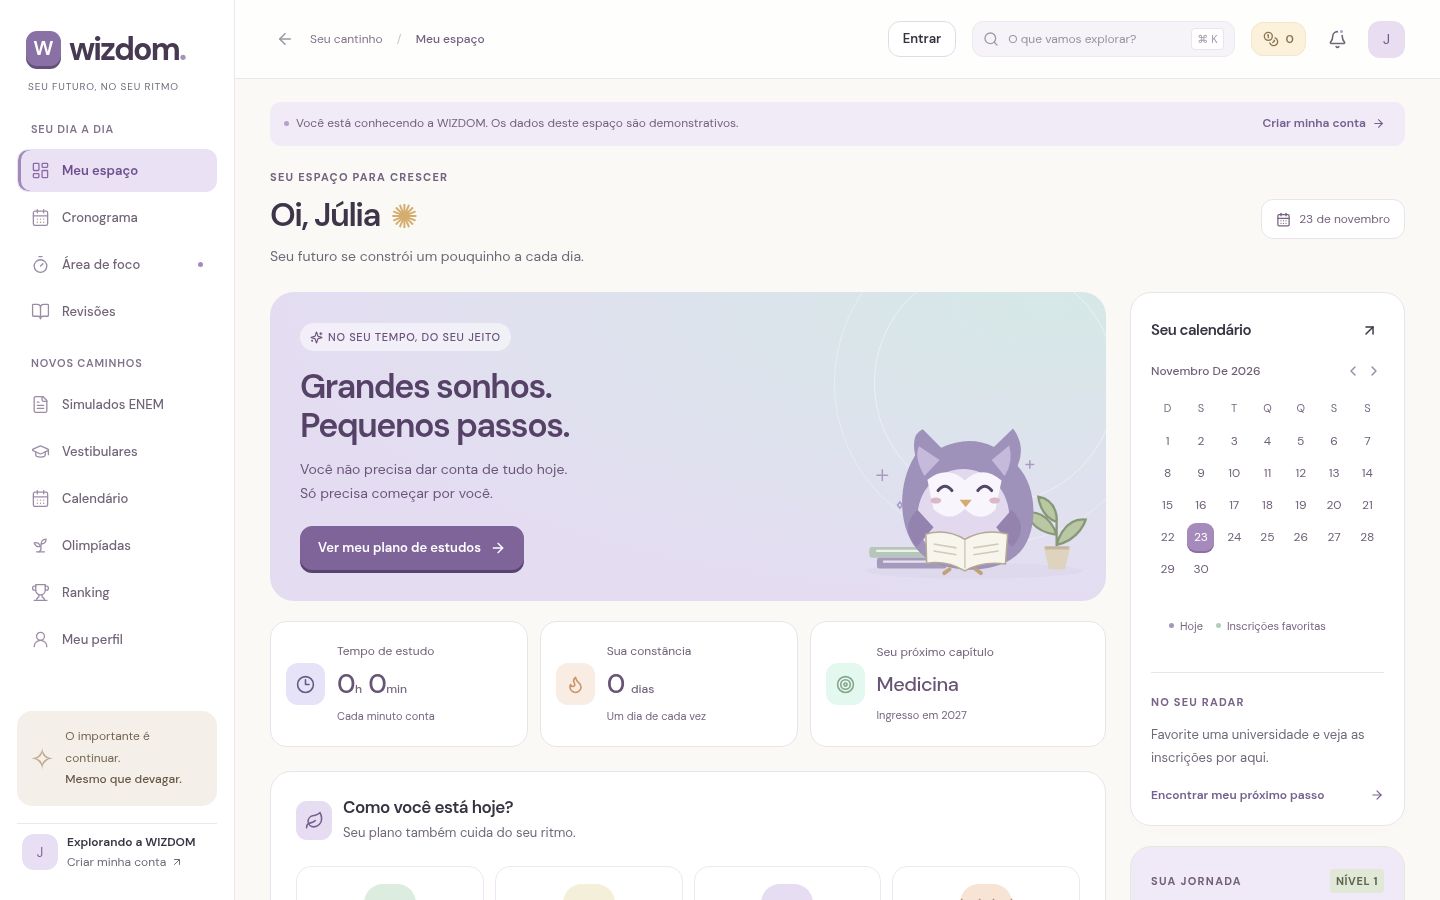 W wizdom.
SEU FUTURO, NO SEU RITMO
SEU DIA A DIA
Meu espaço
Cronograma
Área de foco
Revisões
NOVOS CAMINHOS
Simulados ENEM
Vestibulares
Calendário
Olimpíadas
Ranking
Meu perfil
O importante é
continuar.
Mesmo que devagar.
J
Explorando a WIZDOM
Criar minha conta
Seu cantinho / Meu espaço
Entrar
O que vamos explorar?
⌘ K
0
J
Você está conhecendo a WIZDOM. Os dados deste espaço são demonstrativos.
Criar minha conta
SEU ESPAÇO PARA CRESCER
Oi, Júlia
Seu futuro se constrói um pouquinho a cada dia.
23 de novembro
NO SEU TEMPO, DO SEU JEITO
Grandes sonhos.
Pequenos passos.
Você não precisa dar conta de tudo hoje.
Só precisa começar por você.
Ver meu plano de estudos
Tempo de estudo
0h 0min
Cada minuto conta
Sua constância
0 dias
Um dia de cada vez
Seu próximo capítulo
Medicina
Ingresso em 2027
Como você está hoje?
Seu plano também cuida do seu ritmo.
Seu calendário
Novembro De 2026
D S T Q Q S S
1 2 3 4 5 6 7
8 9 10 11 12 13 14
15 16 17 18 19 20 21
22 23 24 25 26 27 28
29 30
Hoje
Inscrições favoritas
NO SEU RADAR
Favorite uma universidade e veja as
inscrições por aqui.
Encontrar meu próximo passo
SUA JORNADA
NÍVEL 1